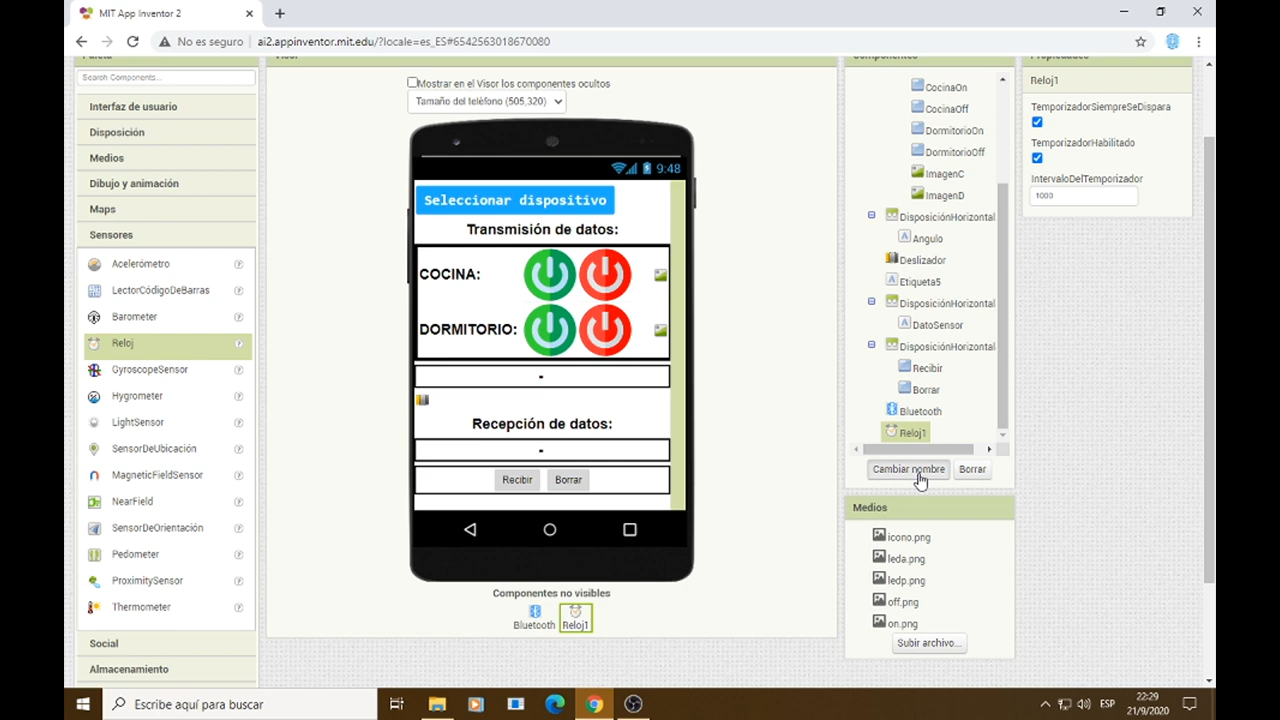 MIT App Inventor 2
No es seguro
ai2.appinventor.mit.edu/?locale=es_ES#6542563018670080
Paleta
Visor
Componentes
Propiedades
Search Components...
Interfaz de usuario
Disposición
Medios
Dibujo y animación
Maps
Sensores
Acelerómetro
LectorCódigoDeBarras
Barometer
Reloj
GyroscopeSensor
Hygrometer
LightSensor
SensorDeUbicación
MagneticFieldSensor
NearField
SensorDeOrientación
Pedometer
ProximitySensor
Thermometer
Social
Almacenamiento
Mostrar en el Visor los componentes ocultos
Tamaño del teléfono (505,320)
9:48
Seleccionar dispositivo
Transmisión de datos:
COCINA:
DORMITORIO:
-
Recepción de datos:
-
Recibir
Borrar
Componentes no visibles
Bluetooth
Reloj1
CocinaOn
CocinaOff
DormitorioOn
DormitorioOff
ImagenC
ImagenD
DisposiciónHorizontal
Angulo
Deslizador
Etiqueta5
DisposiciónHorizontal
DatoSensor
DisposiciónHorizontal
Recibir
Borrar
Bluetooth
Reloj1
Cambiar nombre
Borrar
Medios
icono.png
leda.png
ledp.png
off.png
on.png
Subir archivo...
Reloj1
TemporizadorSiempreSeDispara
TemporizadorHabilitado
IntervaloDelTemporizador
1000
Escribe aquí para buscar
ESP
22:29
21/9/2020